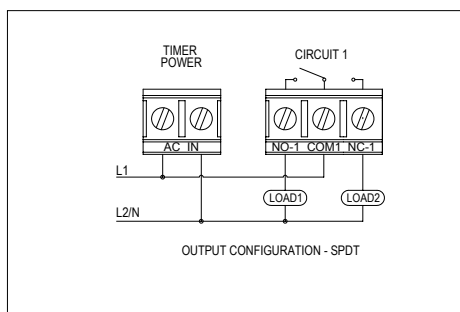 TIMER
POWER
CIRCUIT 1
AC IN
NO-1 COM1 NC-1
L1
LOAD1
LOAD2
L2/N
OUTPUT CONFIGURATION - SPDT